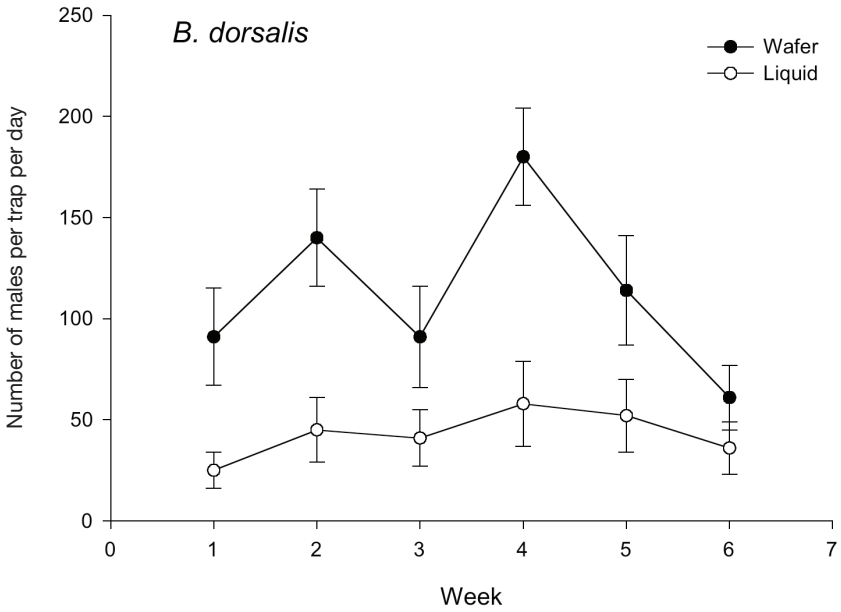 B. dorsalis
Wafer
Liquid
Number of males per trap per day
250
200
150
100
50
0
0 1 2 3 4 5 6 7
Week